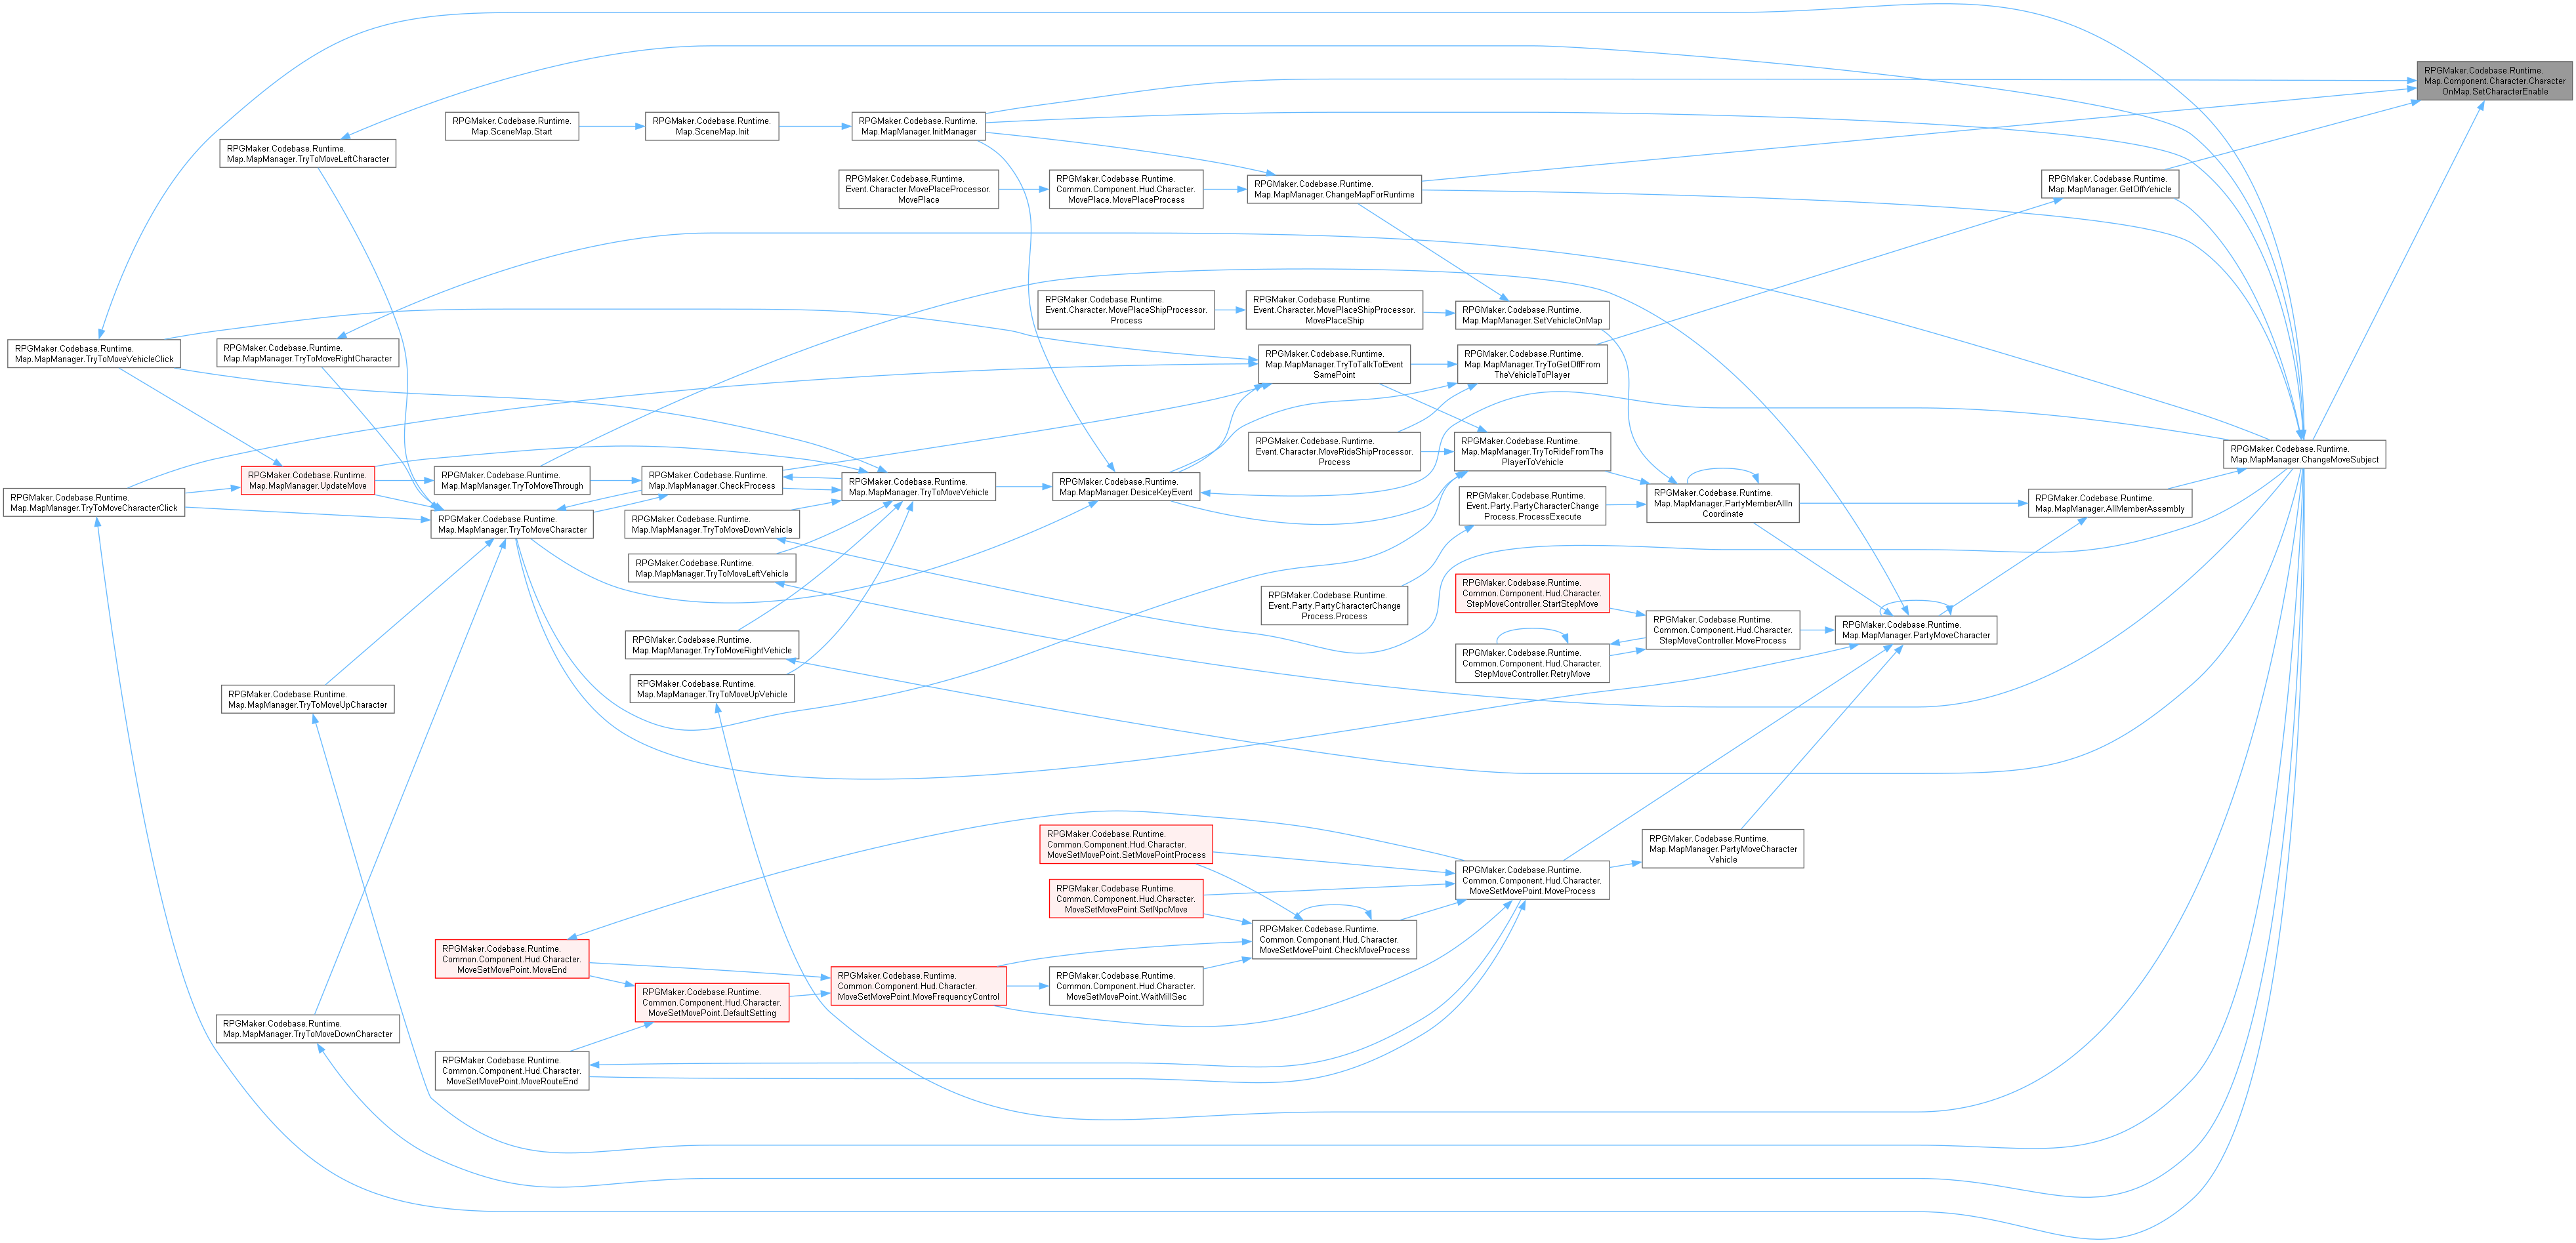 RPGMaker.Codebase.Runtime.
Map.Component.Character.Character
OnMap.SetCharacterEnable
RPGMaker.Codebase.Runtime.
Map.SceneMap.Start
RPGMaker.Codebase.Runtime.
Map.SceneMap.Init
RPGMaker.Codebase.Runtime.
Map.MapManager.InitManager
RPGMaker.Codebase.Runtime.
Map.MapManager.TryToMoveLeftCharacter
RPGMaker.Codebase.Runtime.
Event.Character.MovePlaceProcessor.
MovePlace
RPGMaker.Codebase.Runtime.
Common.Component.Hud.Character.
MovePlace.MovePlaceProcess
RPGMaker.Codebase.Runtime.
Map.MapManager.ChangeMapForRuntime
RPGMaker.Codebase.Runtime.
Map.MapManager.GetOffVehicle
RPGMaker.Codebase.Runtime.
Event.Character.MovePlaceShipProcessor.
Process
RPGMaker.Codebase.Runtime.
Event.Character.MovePlaceShipProcessor.
MovePlaceShip
RPGMaker.Codebase.Runtime.
Map.MapManager.SetVehicleOnMap
RPGMaker.Codebase.Runtime.
Map.MapManager.TryToMoveVehicleClick
RPGMaker.Codebase.Runtime.
Map.MapManager.TryToMoveRightCharacter
RPGMaker.Codebase.Runtime.
Map.MapManager.TryToTalkToEvent
SamePoint
RPGMaker.Codebase.Runtime.
Map.MapManager.TryToGetOffFrom
TheVehicleToPlayer
RPGMaker.Codebase.Runtime.
Event.Character.MoveRideShipProcessor.
Process
RPGMaker.Codebase.Runtime.
Map.MapManager.TryToRideFromThe
PlayerToVehicle
RPGMaker.Codebase.Runtime.
Map.MapManager.ChangeMoveSubject
RPGMaker.Codebase.Runtime.
Map.MapManager.UpdateMove
RPGMaker.Codebase.Runtime.
Map.MapManager.TryToMoveThrough
RPGMaker.Codebase.Runtime.
Map.MapManager.CheckProcess
RPGMaker.Codebase.Runtime.
Map.MapManager.TryToMoveVehicle
RPGMaker.Codebase.Runtime.
Map.MapManager.DesiceKeyEvent
RPGMaker.Codebase.Runtime.
Map.MapManager.TryToMoveCharacterClick
RPGMaker.Codebase.Runtime.
Event.Party.PartyCharacterChange
Process.ProcessExecute
RPGMaker.Codebase.Runtime.
Map.MapManager.PartyMemberAllIn
Coordinate
RPGMaker.Codebase.Runtime.
Map.MapManager.AllMemberAssembly
RPGMaker.Codebase.Runtime.
Map.MapManager.TryToMoveCharacter
RPGMaker.Codebase.Runtime.
Map.MapManager.TryToMoveDownVehicle
RPGMaker.Codebase.Runtime.
Map.MapManager.TryToMoveLeftVehicle
RPGMaker.Codebase.Runtime.
Event.Party.PartyCharacterChange
Process.Process
RPGMaker.Codebase.Runtime.
Common.Component.Hud.Character.
StepMoveController.StartStepMove
RPGMaker.Codebase.Runtime.
Common.Component.Hud.Character.
StepMoveController.MoveProcess
RPGMaker.Codebase.Runtime.
Map.MapManager.PartyMoveCharacter
RPGMaker.Codebase.Runtime.
Map.MapManager.TryToMoveRightVehicle
RPGMaker.Codebase.Runtime.
Common.Component.Hud.Character.
StepMoveController.RetryMove
RPGMaker.Codebase.Runtime.
Map.MapManager.TryToMoveUpVehicle
RPGMaker.Codebase.Runtime.
Map.MapManager.TryToMoveUpCharacter
RPGMaker.Codebase.Runtime.
Common.Component.Hud.Character.
MoveSetMovePoint.SetMovePointProcess
RPGMaker.Codebase.Runtime.
Map.MapManager.PartyMoveCharacter
Vehicle
RPGMaker.Codebase.Runtime.
Common.Component.Hud.Character.
MoveSetMovePoint.MoveProcess
RPGMaker.Codebase.Runtime.
Common.Component.Hud.Character.
MoveSetMovePoint.SetNpcMove
RPGMaker.Codebase.Runtime.
Common.Component.Hud.Character.
MoveSetMovePoint.CheckMoveProcess
RPGMaker.Codebase.Runtime.
Common.Component.Hud.Character.
MoveSetMovePoint.MoveEnd
RPGMaker.Codebase.Runtime.
Common.Component.Hud.Character.
MoveSetMovePoint.MoveFrequencyControl
RPGMaker.Codebase.Runtime.
Common.Component.Hud.Character.
MoveSetMovePoint.WaitMillSec
RPGMaker.Codebase.Runtime.
Common.Component.Hud.Character.
MoveSetMovePoint.DefaultSetting
RPGMaker.Codebase.Runtime.
Map.MapManager.TryToMoveDownCharacter
RPGMaker.Codebase.Runtime.
Common.Component.Hud.Character.
MoveSetMovePoint.MoveRouteEnd